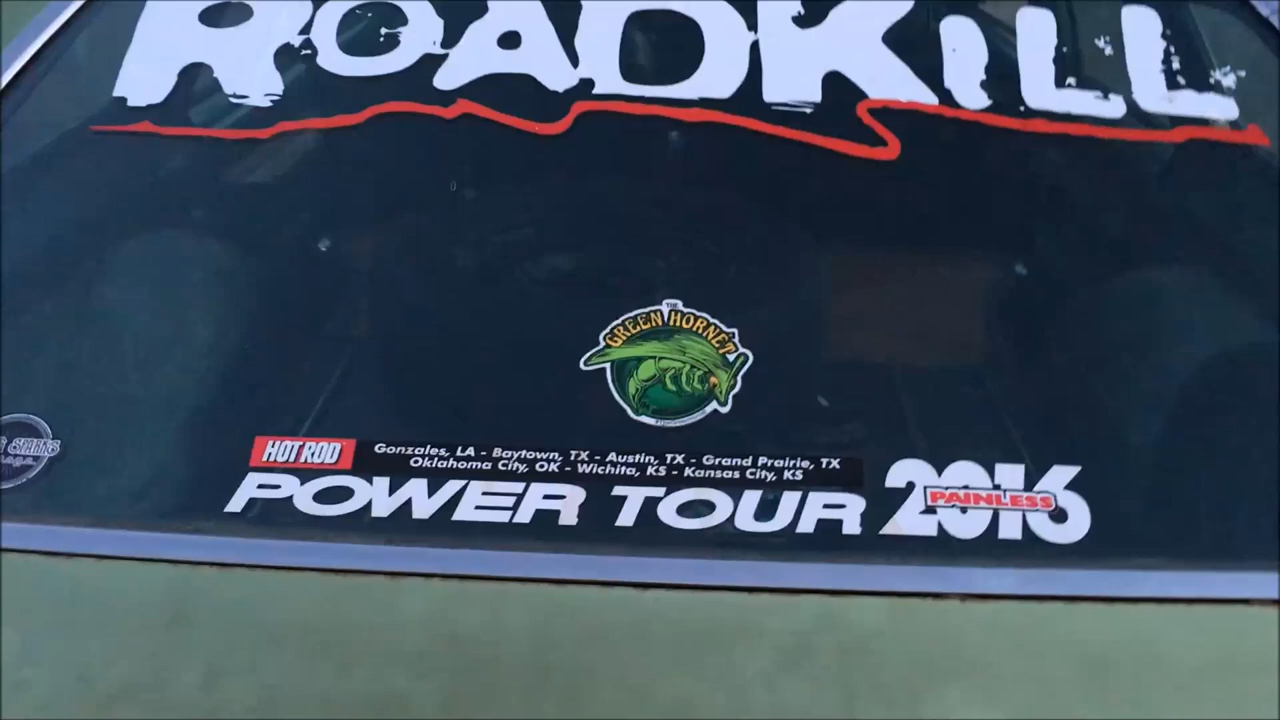 ROADKILL
THE
GREEN HORNET
SPARKS
HOT ROD
Gonzales, LA - Baytown, TX - Austin, TX - Grand Prairie, TX
Oklahoma City, OK - Wichita, KS - Kansas City, KS
POWER TOUR 2016
PAINLESS